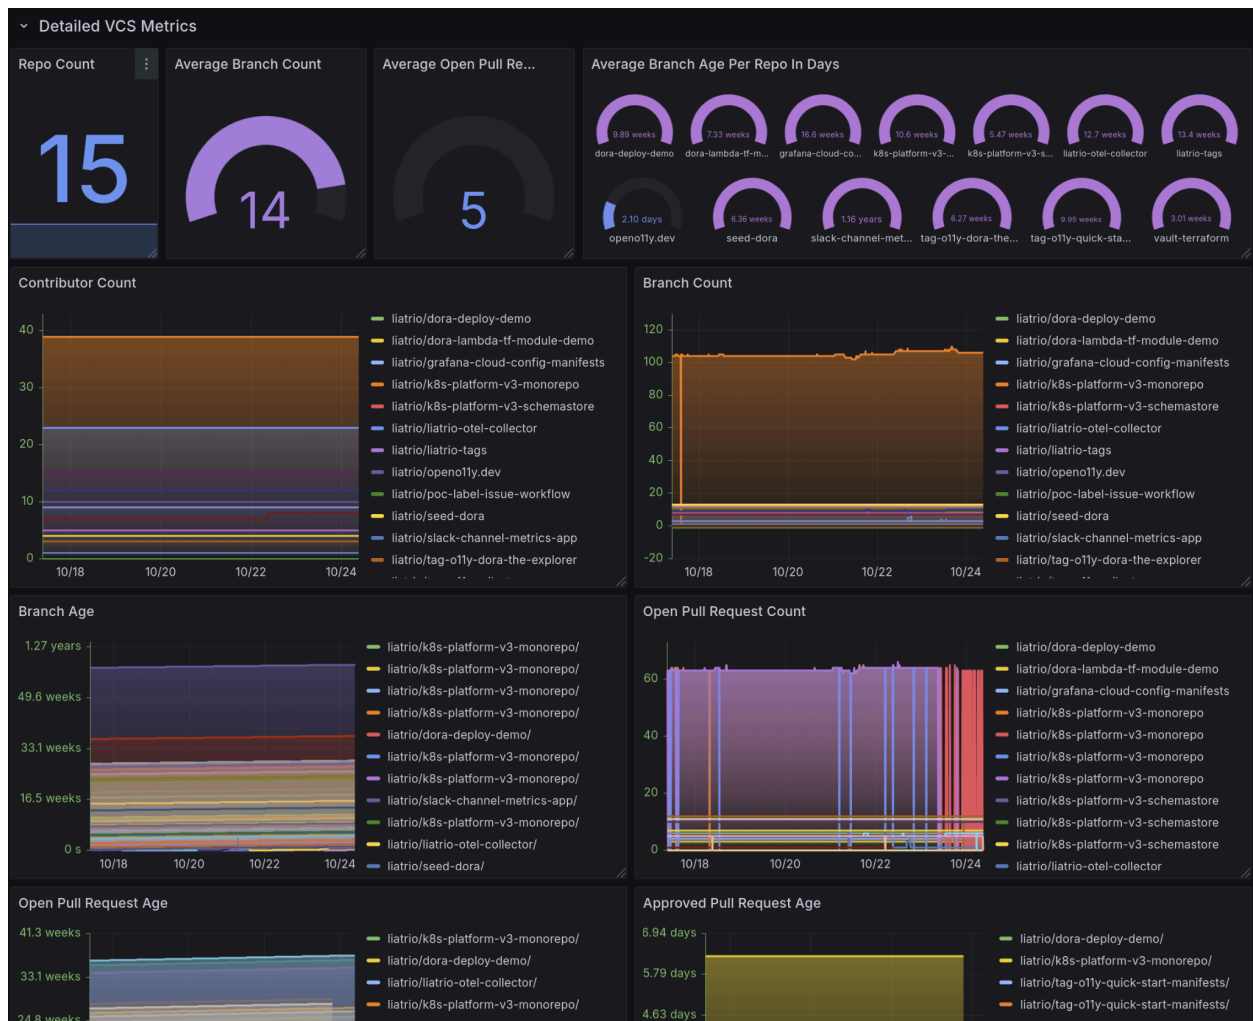 Detailed VCS Metrics
Repo Count
15
Average Branch Count
14
Average Open Pull Re...
5
Average Branch Age Per Repo In Days
9.89 weeks
dora-deploy-demo
7.33 weeks
dora-lambda-tf-m...
16.6 weeks
grafana-cloud-co...
10.6 weeks
k8s-platform-v3-...
5.47 weeks
k8s-platform-v3-s...
12.7 weeks
liatrio-otel-collector
13.4 weeks
liatrio-tags
2.10 days
openo11y.dev
6.36 weeks
seed-dora
1.16 years
slack-channel-met...
6.27 weeks
tag-o11y-dora-the...
9.95 weeks
tag-o11y-quick-sta...
3.01 weeks
vault-terraform
Contributor Count
40
30
20
10
0
10/18
10/20
10/22
10/24
liatrio/dora-deploy-demo
liatrio/dora-lambda-tf-module-demo
liatrio/grafana-cloud-config-manifests
liatrio/k8s-platform-v3-monorepo
liatrio/k8s-platform-v3-schemastore
liatrio/liatrio-otel-collector
liatrio/liatrio-tags
liatrio/openo11y.dev
liatrio/poc-label-issue-workflow
liatrio/seed-dora
liatrio/slack-channel-metrics-app
liatrio/tag-o11y-dora-the-explorer
Branch Count
120
100
80
60
40
20
0
-20
10/18
10/20
10/22
10/24
liatrio/dora-deploy-demo
liatrio/dora-lambda-tf-module-demo
liatrio/grafana-cloud-config-manifests
liatrio/k8s-platform-v3-monorepo
liatrio/k8s-platform-v3-schemastore
liatrio/liatrio-otel-collector
liatrio/liatrio-tags
liatrio/openo11y.dev
liatrio/poc-label-issue-workflow
liatrio/seed-dora
liatrio/slack-channel-metrics-app
liatrio/tag-o11y-dora-the-explorer
Branch Age
1.27 years
49.6 weeks
33.1 weeks
16.5 weeks
0 s
10/18
10/20
10/22
10/24
liatrio/k8s-platform-v3-monorepo/
liatrio/k8s-platform-v3-monorepo/
liatrio/k8s-platform-v3-monorepo/
liatrio/k8s-platform-v3-monorepo/
liatrio/dora-deploy-demo/
liatrio/k8s-platform-v3-monorepo/
liatrio/k8s-platform-v3-monorepo/
liatrio/slack-channel-metrics-app/
liatrio/k8s-platform-v3-monorepo/
liatrio/liatrio-otel-collector/
liatrio/seed-dora/
Open Pull Request Count
60
40
20
0
10/18
10/20
10/22
10/24
liatrio/dora-deploy-demo
liatrio/dora-lambda-tf-module-demo
liatrio/grafana-cloud-config-manifests
liatrio/k8s-platform-v3-monorepo
liatrio/k8s-platform-v3-monorepo
liatrio/k8s-platform-v3-monorepo
liatrio/k8s-platform-v3-monorepo
liatrio/k8s-platform-v3-schemastore
liatrio/k8s-platform-v3-schemastore
liatrio/k8s-platform-v3-schemastore
liatrio/liatrio-otel-collector
Open Pull Request Age
41.3 weeks
33.1 weeks
24.8 weeks
liatrio/k8s-platform-v3-monorepo/
liatrio/dora-deploy-demo/
liatrio/liatrio-otel-collector/
liatrio/k8s-platform-v3-monorepo/
Approved Pull Request Age
6.94 days
5.79 days
4.63 days
liatrio/dora-deploy-demo/
liatrio/k8s-platform-v3-monorepo/
liatrio/tag-o11y-quick-start-manifests/
liatrio/tag-o11y-quick-start-manifests/